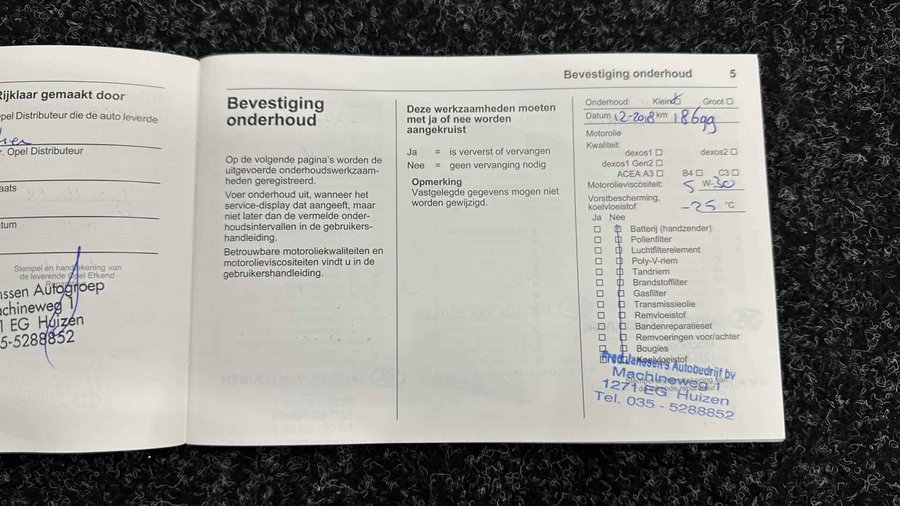 Rijklaar gemaakt door
Opel Distributeur die de auto leverde
r. Opel Distributeur
aats
tum
Stempel en handtekening van
de leverende Opel Erkend
nssen Autogroep
achineweg 1
1 EG Huizen
5-5288852
Bevestiging onderhoud 5
Bevestiging
onderhoud
Op de volgende pagina's worden de
uitgevoerde onderhoudswerkzaam-
heden geregistreerd.
Voer onderhoud uit, wanneer het
service-display dat aangeeft, maar
niet later dan de vermelde onder-
houdsintervallen in de gebruikers-
handleiding.
Betrouwbare motoroliekwaliteiten en
motorolieviscositeiten vindt u in de
gebruikershandleiding.
Deze werkzaamheden moeten
met ja of nee worden
aangekruist
Ja = is ververst of vervangen
Nee = geen vervanging nodig
Opmerking
Vastgelegde gegevens mogen niet
worden gewijzigd.
Onderhoud: Klein Groot
Datum 12-2018 km 18699
Motorolie
Kwaliteit:
dexos1 dexos2
dexos1 Gen2
ACEA A3 B4 C3
Motorolieviscositeit: 5 W-30
Vorstbescherming,
koelvloeistof -25 °C
Ja Nee
Batterij (handzender)
Pollenfilter
Luchtfilterelement
Poly-V-riem
Tandriem
Brandstoffilter
Gasfilter
Transmissieolie
Remvloeistof
Bandenreparatieset
Remvoeringen voor/achter
Bougies
Koelvloeistof
Fred Janssen's Autobedrijf bv
Machineweg 1
1271 EG Huizen
Tel. 035 - 5288852